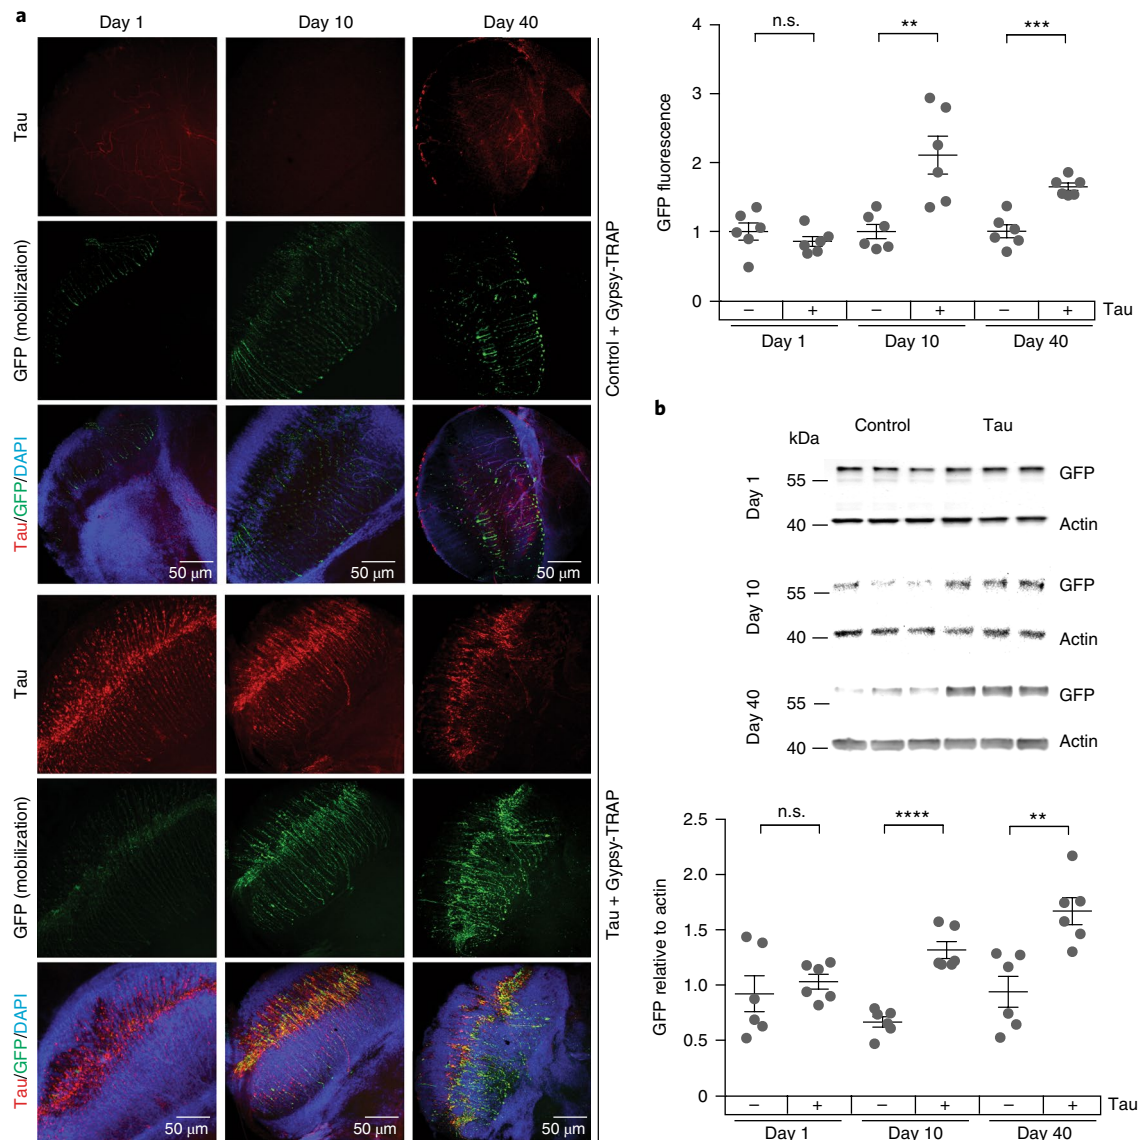 a
Day 1 Day 10 Day 40
Tau
GFP (mobilization)
Tau/GFP/DAPI
50 μm 50 μm 50 μm
Control + Gypsy-TRAP
Tau
GFP (mobilization)
Tau/GFP/DAPI
50 μm 50 μm 50 μm
Tau + Gypsy-TRAP
GFP fluorescence
4
3
2
1
0
n.s. ** ***
– + – + – + Tau
Day 1 Day 10 Day 40
b
kDa Control Tau
Day 1
55 GFP
40 Actin
Day 10
55 GFP
40 Actin
Day 40
55 GFP
40 Actin
GFP relative to actin
2.5
2.0
1.5
1.0
0.5
0
n.s. **** **
– + – + – + Tau
Day 1 Day 10 Day 40